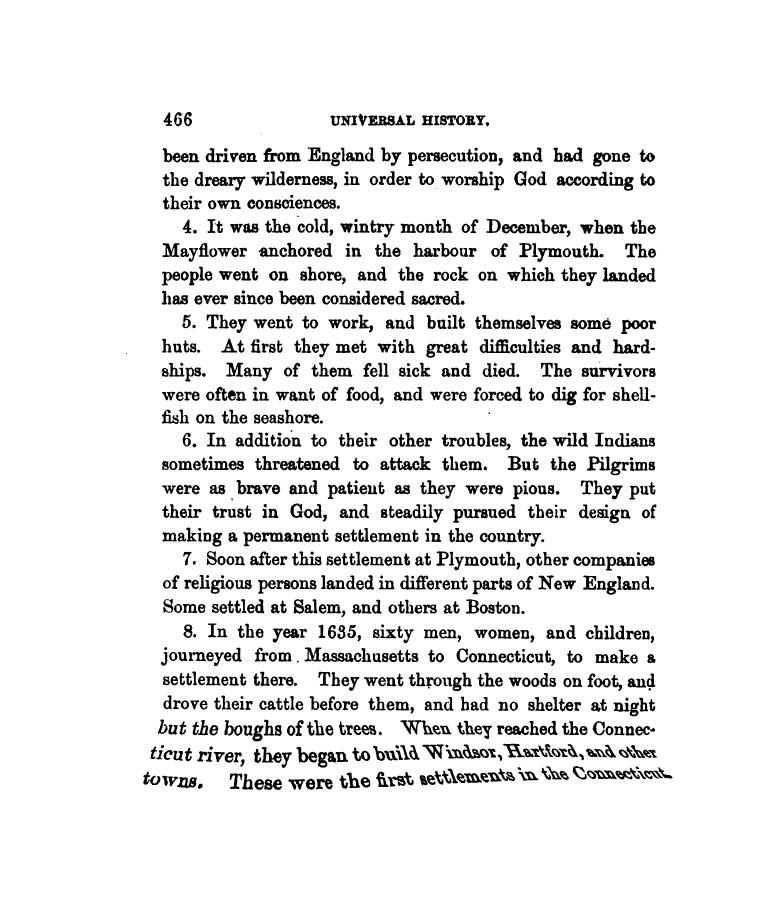 466 UNIVERSAL HISTORY.
been driven from England by persecution, and had gone to
the dreary wilderness, in order to worship God according to
their own consciences.
4. It was the cold, wintry month of December, when the
Mayflower anchored in the harbour of Plymouth. The
people went on shore, and the rock on which they landed
has ever since been considered sacred.
5. They went to work, and built themselves some poor
huts. At first they met with great difficulties and hard-
ships. Many of them fell sick and died. The survivors
were often in want of food, and were forced to dig for shell-
fish on the seashore.
6. In addition to their other troubles, the wild Indians
sometimes threatened to attack them. But the Pilgrims
were as brave and patient as they were pious. They put
their trust in God, and steadily pursued their design of
making a permanent settlement in the country.
7. Soon after this settlement at Plymouth, other companies
of religious persons landed in different parts of New England.
Some settled at Salem, and others at Boston.
8. In the year 1635, sixty men, women, and children,
journeyed from Massachusetts to Connecticut, to make a
settlement there. They went through the woods on foot, and
drove their cattle before them, and had no shelter at night
but the boughs of the trees. When they reached the Connec-
ticut river, they began to build Windsor, Hartford, and other
towns. These were the first settlements in the Connecticut